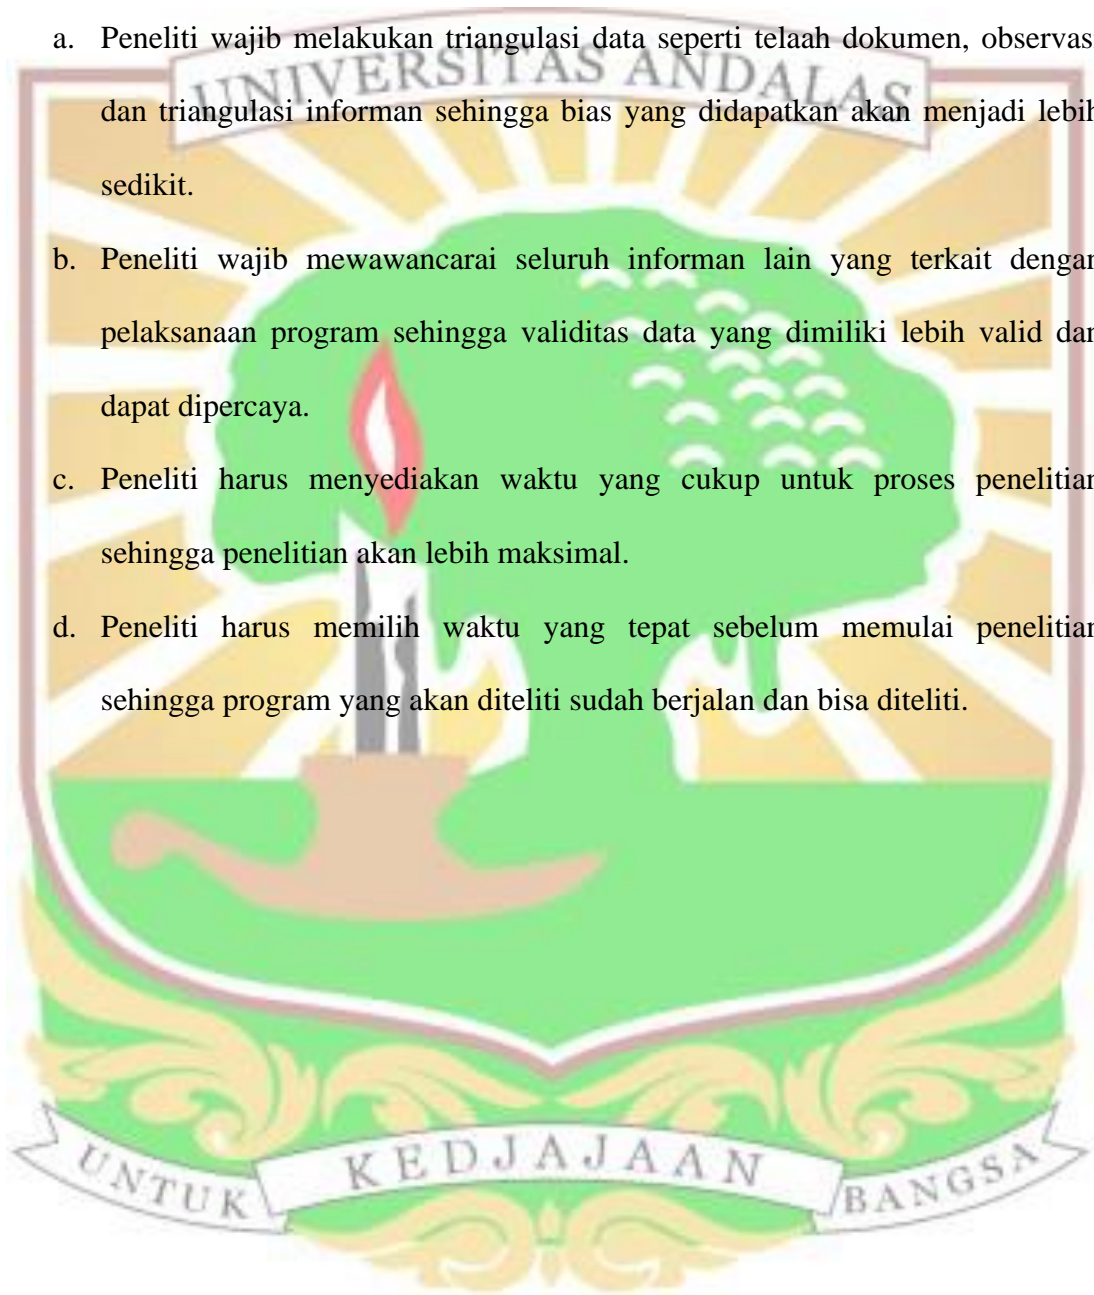 a. Peneliti wajib melakukan triangulasi data seperti telaah dokumen, observas
UNIVERSITAS ANDALAS
dan triangulasi informan sehingga bias yang didapatkan akan menjadi lebih
sedikit.
b. Peneliti wajib mewawancarai seluruh informan lain yang terkait dengan
pelaksanaan program sehingga validitas data yang dimiliki lebih valid dan
dapat dipercaya.
c. Peneliti harus menyediakan waktu yang cukup untuk proses penelitian
sehingga penelitian akan lebih maksimal.
d. Peneliti harus memilih waktu yang tepat sebelum memulai penelitian
sehingga program yang akan diteliti sudah berjalan dan bisa diteliti.
UNTUK KEDJAJAAN BANGSA